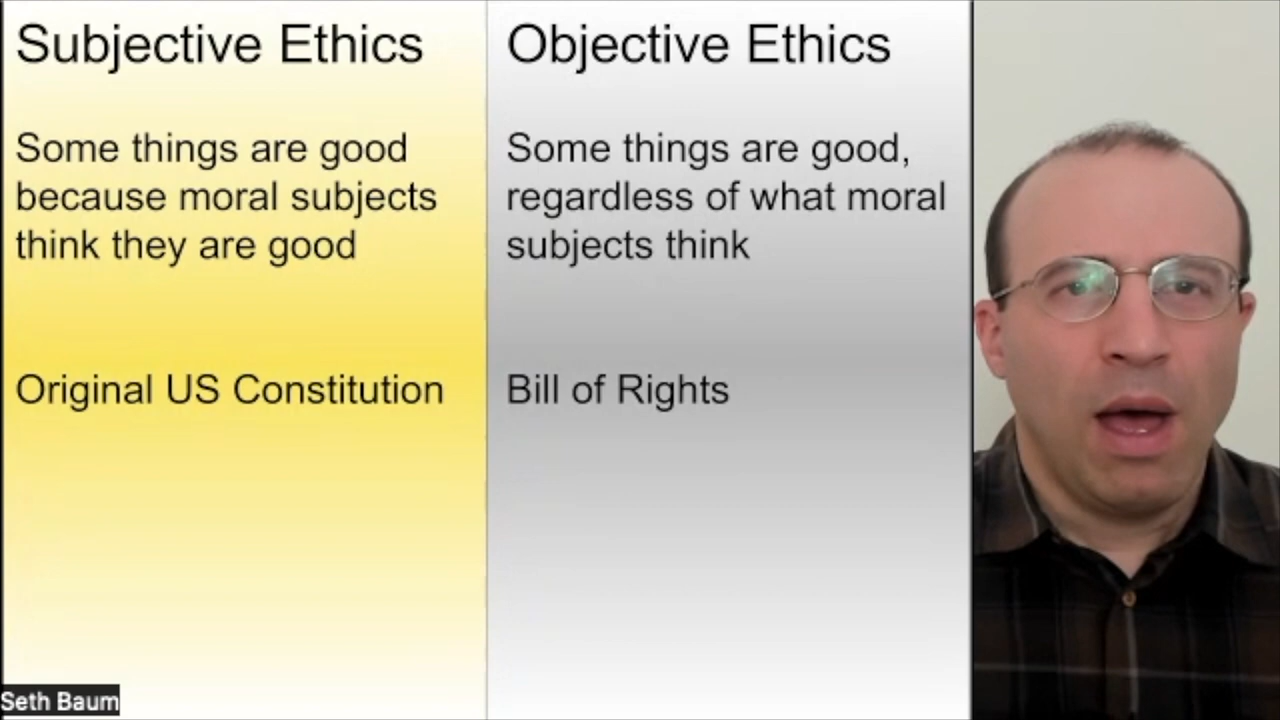 Subjective Ethics
Some things are good
because moral subjects
think they are good
Original US Constitution
Objective Ethics
Some things are good,
regardless of what moral
subjects think
Bill of Rights
Seth Baum